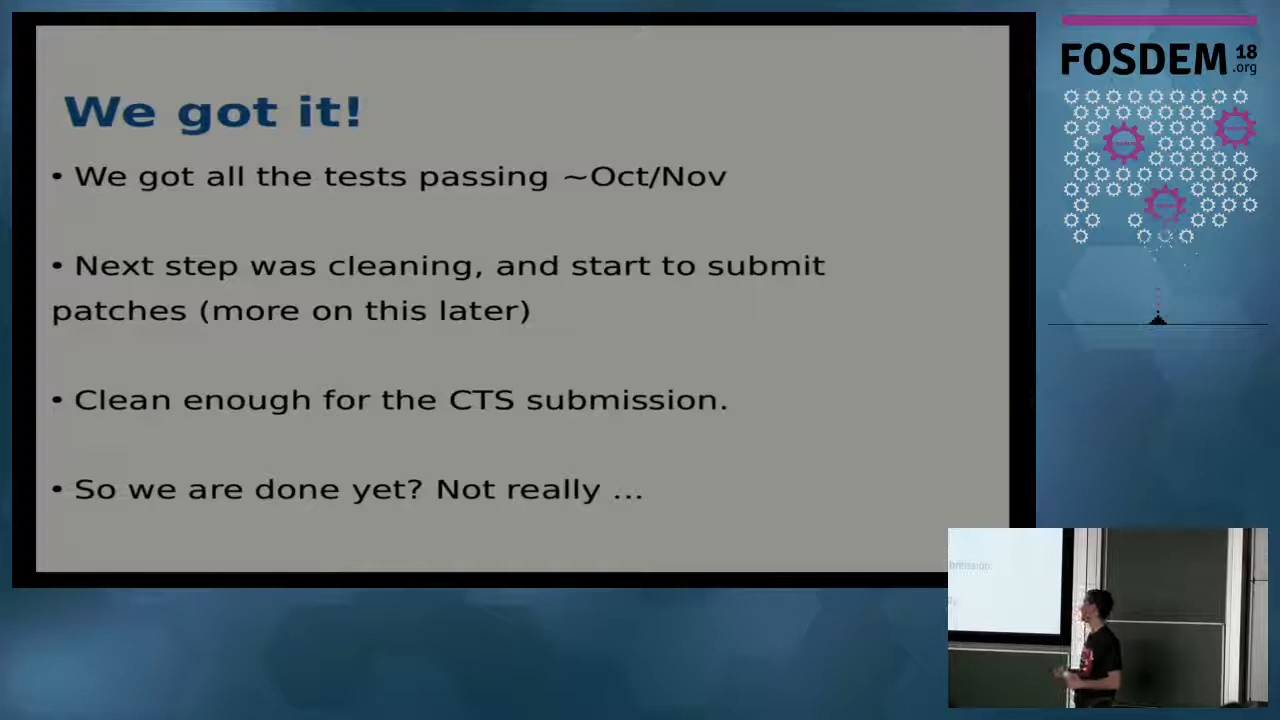 We got it!
• We got all the tests passing ~Oct/Nov
• Next step was cleaning, and start to submit
patches (more on this later)
• Clean enough for the CTS submission.
• So we are done yet? Not really ...
FOSDEM 18
.org